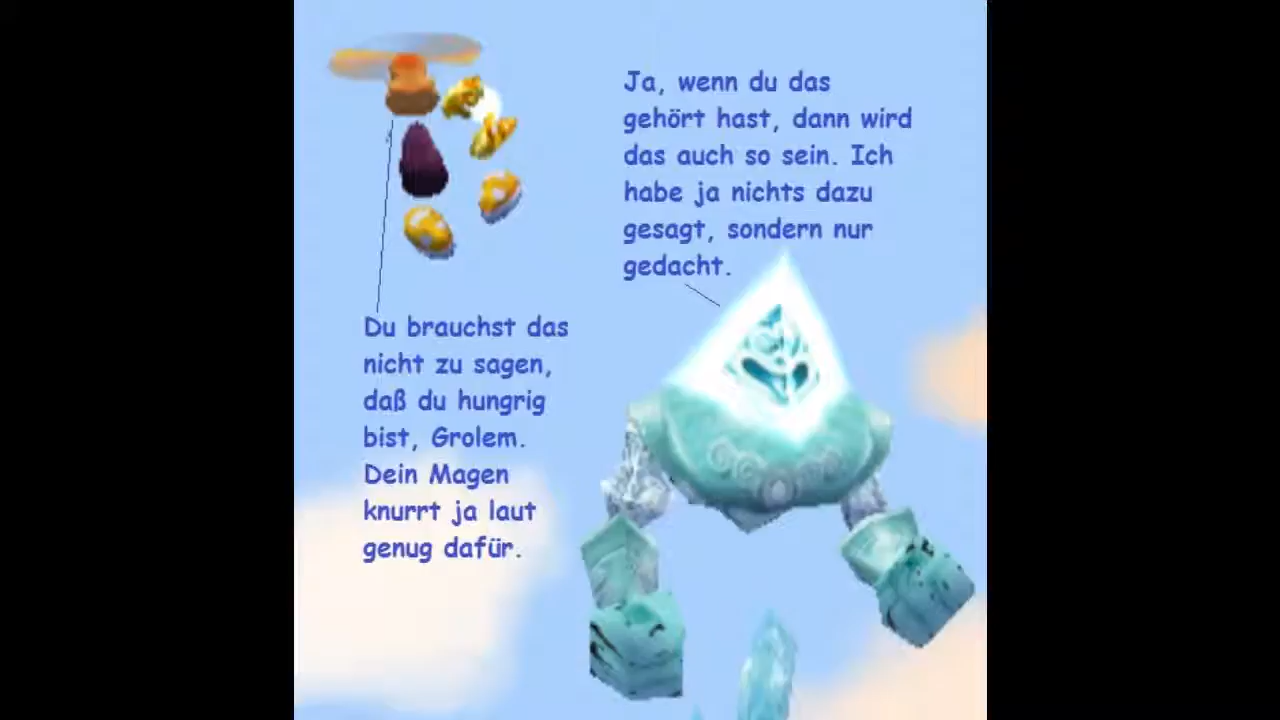 Ja, wenn du das
gehört hast, dann wird
das auch so sein. Ich
habe ja nichts dazu
gesagt, sondern nur
gedacht.
Du brauchst das
nicht zu sagen,
daß du hungrig
bist, Grolem.
Dein Magen
knurrt ja laut
genug dafür.